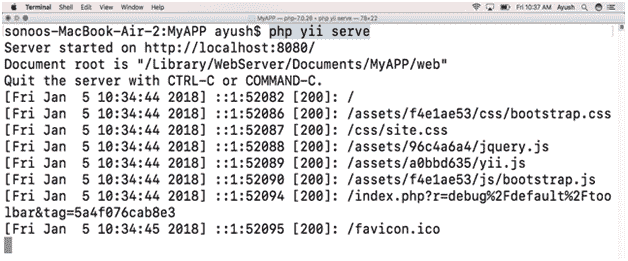 Terminal Shell Edit View Window Help Fri 10:37 AM Ayush
MyAPP — php-7.0.26 ◂ php yii serve — 78×22
sonoos-MacBook-Air-2:MyAPP ayush$ php yii serve
Server started on http://localhost:8080/
Document root is "/Library/WebServer/Documents/MyAPP/web"
Quit the server with CTRL-C or COMMAND-C.
[Fri Jan  5 10:34:44 2018] ::1:52082 [200]: /
[Fri Jan  5 10:34:44 2018] ::1:52086 [200]: /assets/f4e1ae53/css/bootstrap.css
[Fri Jan  5 10:34:44 2018] ::1:52087 [200]: /css/site.css
[Fri Jan  5 10:34:44 2018] ::1:52088 [200]: /assets/96c4a6a4/jquery.js
[Fri Jan  5 10:34:44 2018] ::1:52089 [200]: /assets/a0bbd635/yii.js
[Fri Jan  5 10:34:44 2018] ::1:52090 [200]: /assets/f4e1ae53/js/bootstrap.js
[Fri Jan  5 10:34:44 2018] ::1:52094 [200]: /index.php?r=debug%2Fdefault%2Ftoo
lbar&tag=5a4f076cab8e3
[Fri Jan  5 10:34:45 2018] ::1:52095 [200]: /favicon.ico